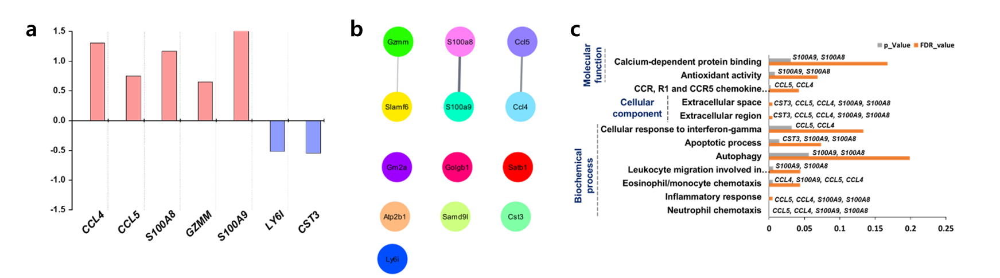 a
1.5
1.0
0.5
0.0
-0.5
-1.0
-1.5
CCL4
CCL5
S100A8
GZMM
S100A9
LY6I
CST3
b
Gzmm
S100a8
Ccl5
Slamf6
S100a9
Ccl4
Gm2a
Golgb1
Satb1
Atp2b1
Samd9l
Cst3
Ly6i
c
p_Value
FDR_value
Molecular
function
Calcium-dependent protein binding
S100A9, S100A8
Antioxidant activity
S100A9, S100A8
CCR, R1 and CCR5 chemokine…
CCL5, CCL4
Cellular
component
Extracellular space
CST3, CCL5, CCL4, S100A9, S100A8
Extracellular region
CST3, CCL5, CCL4, S100A9, S100A8
Biochemical
process
Cellular response to interferon-gamma
CCL5, CCL4
Apoptotic process
CST3, S100A9, S100A8
Autophagy
S100A9, S100A8
Leukocyte migration involved in…
S100A9, S100A8
Eosinophil/monocyte chemotaxis
CCL4, S100A9, CCL5, CCL4
Inflammatory response
CCL5, CCL4, S100A9, S100A8
Neutrophil chemotaxis
CCL5, CCL4, S100A9, S100A8
0
0.05
0.1
0.15
0.2
0.25